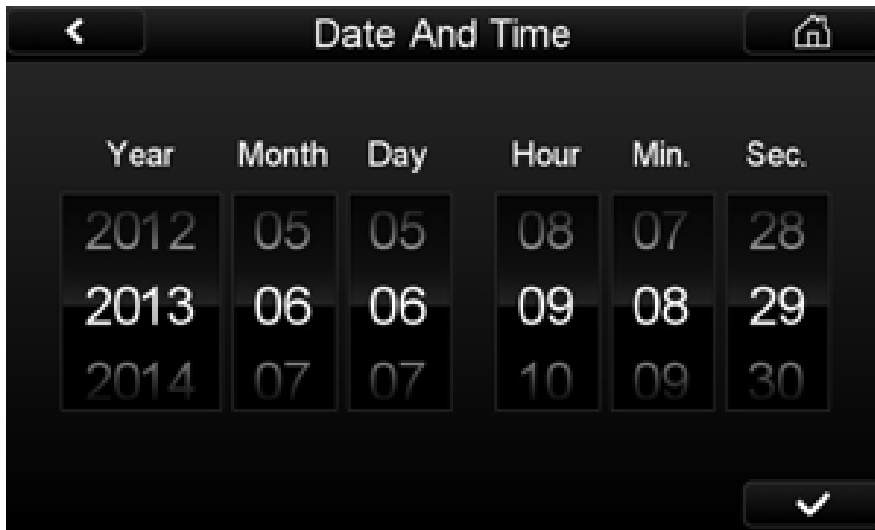 Date And Time
Year Month Day Hour Min. Sec.
2012 05 05 08 07 28
2013 06 06 09 08 29
2014 07 07 10 09 30